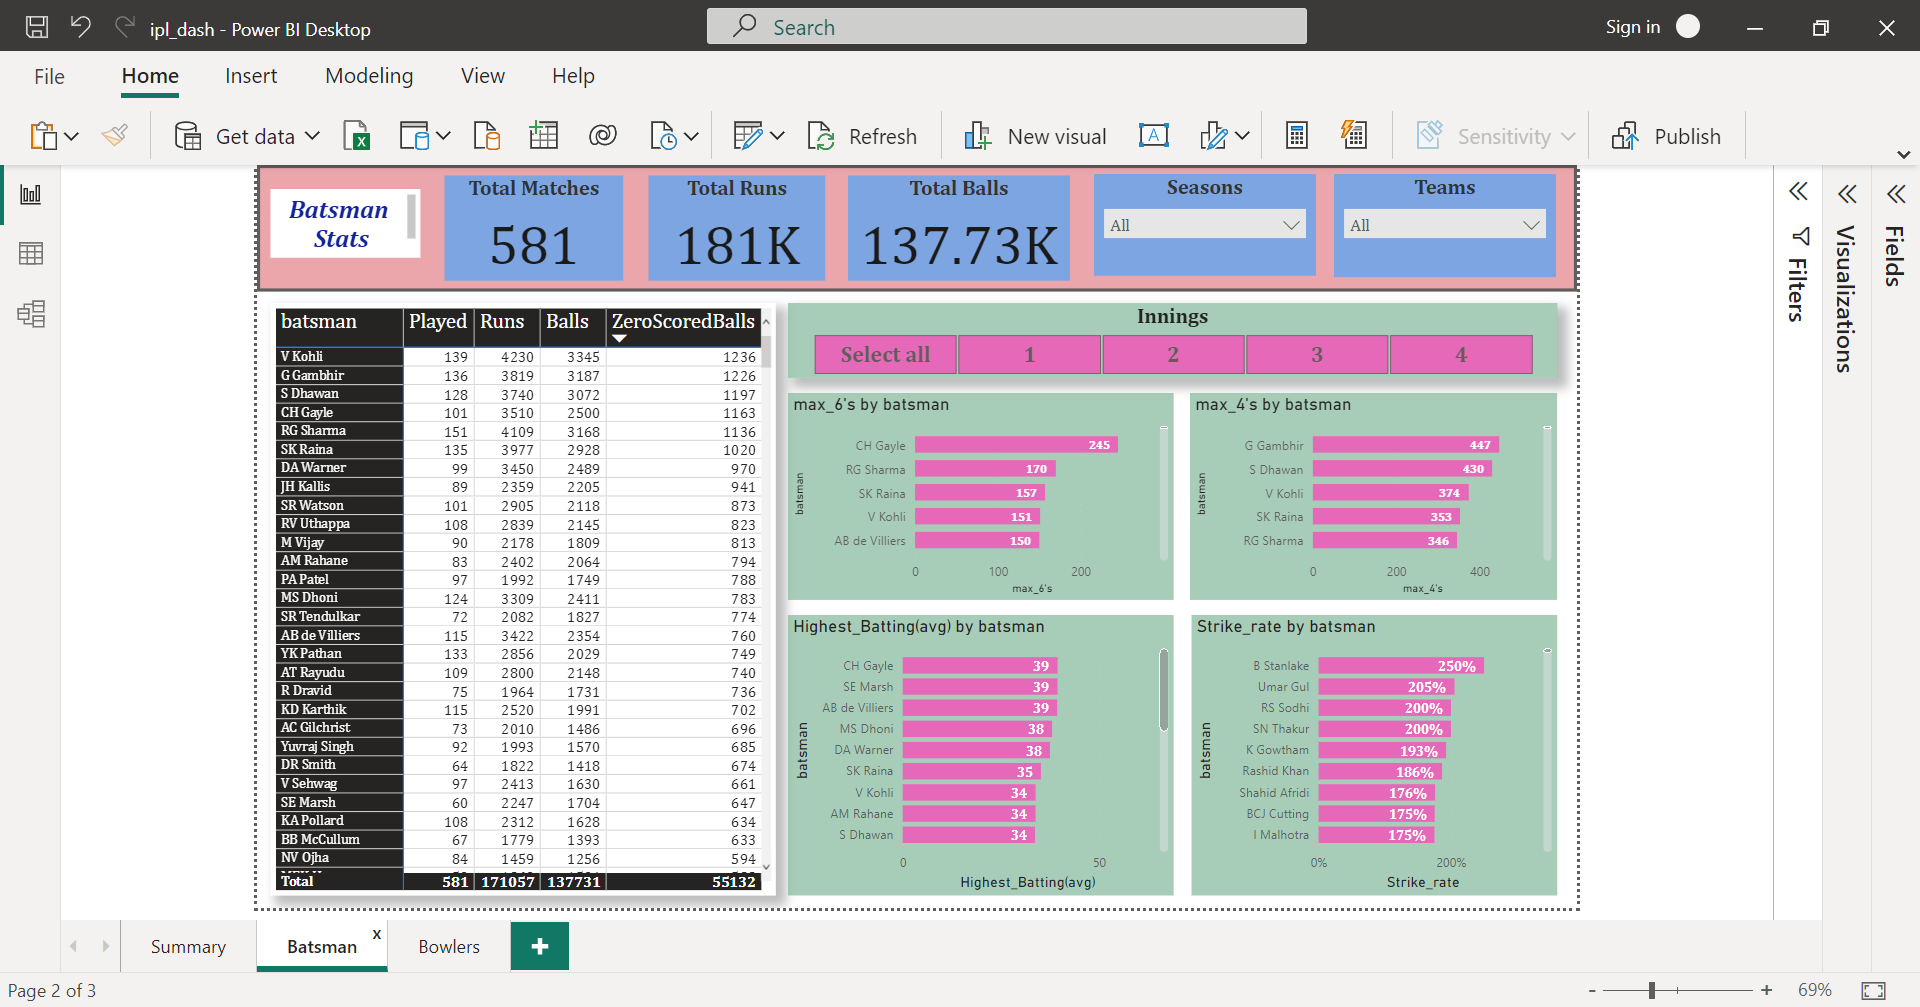 ipl_dash - Power BI Desktop
Search
Sign in
File Home Insert Modeling View Help
Get data Refresh New visual Sensitivity Publish
Batsman
Stats
Total Matches
581
Total Runs
181K
Total Balls
137.73K
Seasons
All
Teams
All
Filters
Visualizations
Fields
batsman Played Runs Balls ZeroScoredBalls
V Kohli 139 4230 3345 1236
G Gambhir 136 3819 3187 1226
S Dhawan 128 3740 3072 1197
CH Gayle 101 3510 2500 1163
RG Sharma 151 4109 3168 1136
SK Raina 135 3977 2928 1020
DA Warner 99 3450 2489 970
JH Kallis 89 2359 2205 941
SR Watson 101 2905 2118 873
RV Uthappa 108 2839 2145 823
M Vijay 90 2178 1809 813
AM Rahane 83 2402 2064 794
PA Patel 97 1992 1749 788
MS Dhoni 124 3309 2411 783
SR Tendulkar 72 2082 1827 774
AB de Villiers 115 3422 2354 760
YK Pathan 133 2856 2029 749
AT Rayudu 109 2800 2148 740
R Dravid 75 1964 1731 736
KD Karthik 115 2520 1991 702
AC Gilchrist 73 2010 1486 696
Yuvraj Singh 92 1993 1570 685
DR Smith 64 1822 1418 674
V Sehwag 97 2413 1630 661
SE Marsh 60 2247 1704 647
KA Pollard 108 2312 1628 634
BB McCullum 67 1779 1393 633
NV Ojha 84 1459 1256 594
Total 581 171057 137731 55132
Innings
Select all 1 2 3 4
max_6's by batsman
batsman
CH Gayle 245
RG Sharma 170
SK Raina 157
V Kohli 151
AB de Villiers 150
0 100 200
max_6's
max_4's by batsman
batsman
G Gambhir 447
S Dhawan 430
V Kohli 374
SK Raina 353
RG Sharma 346
0 200 400
max_4's
Highest_Batting(avg) by batsman
batsman
CH Gayle 39
SE Marsh 39
AB de Villiers 39
MS Dhoni 38
DA Warner 38
SK Raina 35
V Kohli 34
AM Rahane 34
S Dhawan 34
0 50
Highest_Batting(avg)
Strike_rate by batsman
batsman
B Stanlake 250%
Umar Gul 205%
RS Sodhi 200%
SN Thakur 200%
K Gowtham 193%
Rashid Khan 186%
Shahid Afridi 176%
BCJ Cutting 175%
I Malhotra 175%
0% 200%
Strike_rate
Summary Batsman x Bowlers +
Page 2 of 3
- + 69%